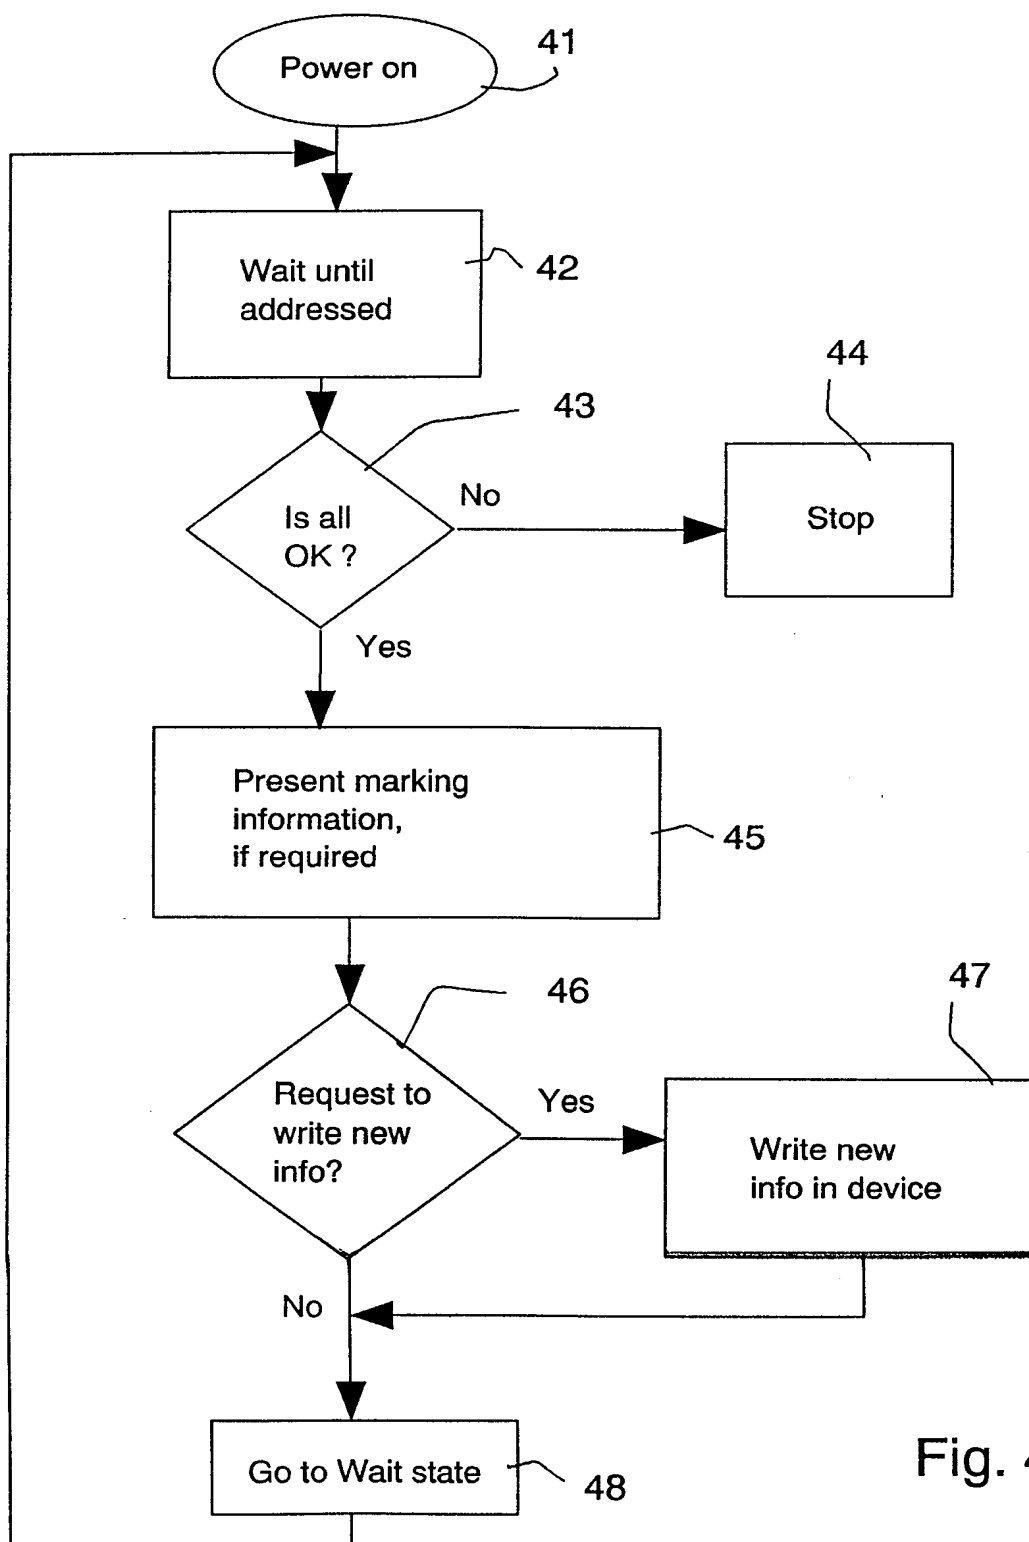 Power on
41
Wait until
addressed
42
43
44
Is all
OK ?
No
Stop
Yes
Present marking
information,
if required
45
46
47
Request to
write new
info?
Yes
Write new
info in device
No
Go to Wait state
48
Fig. 4